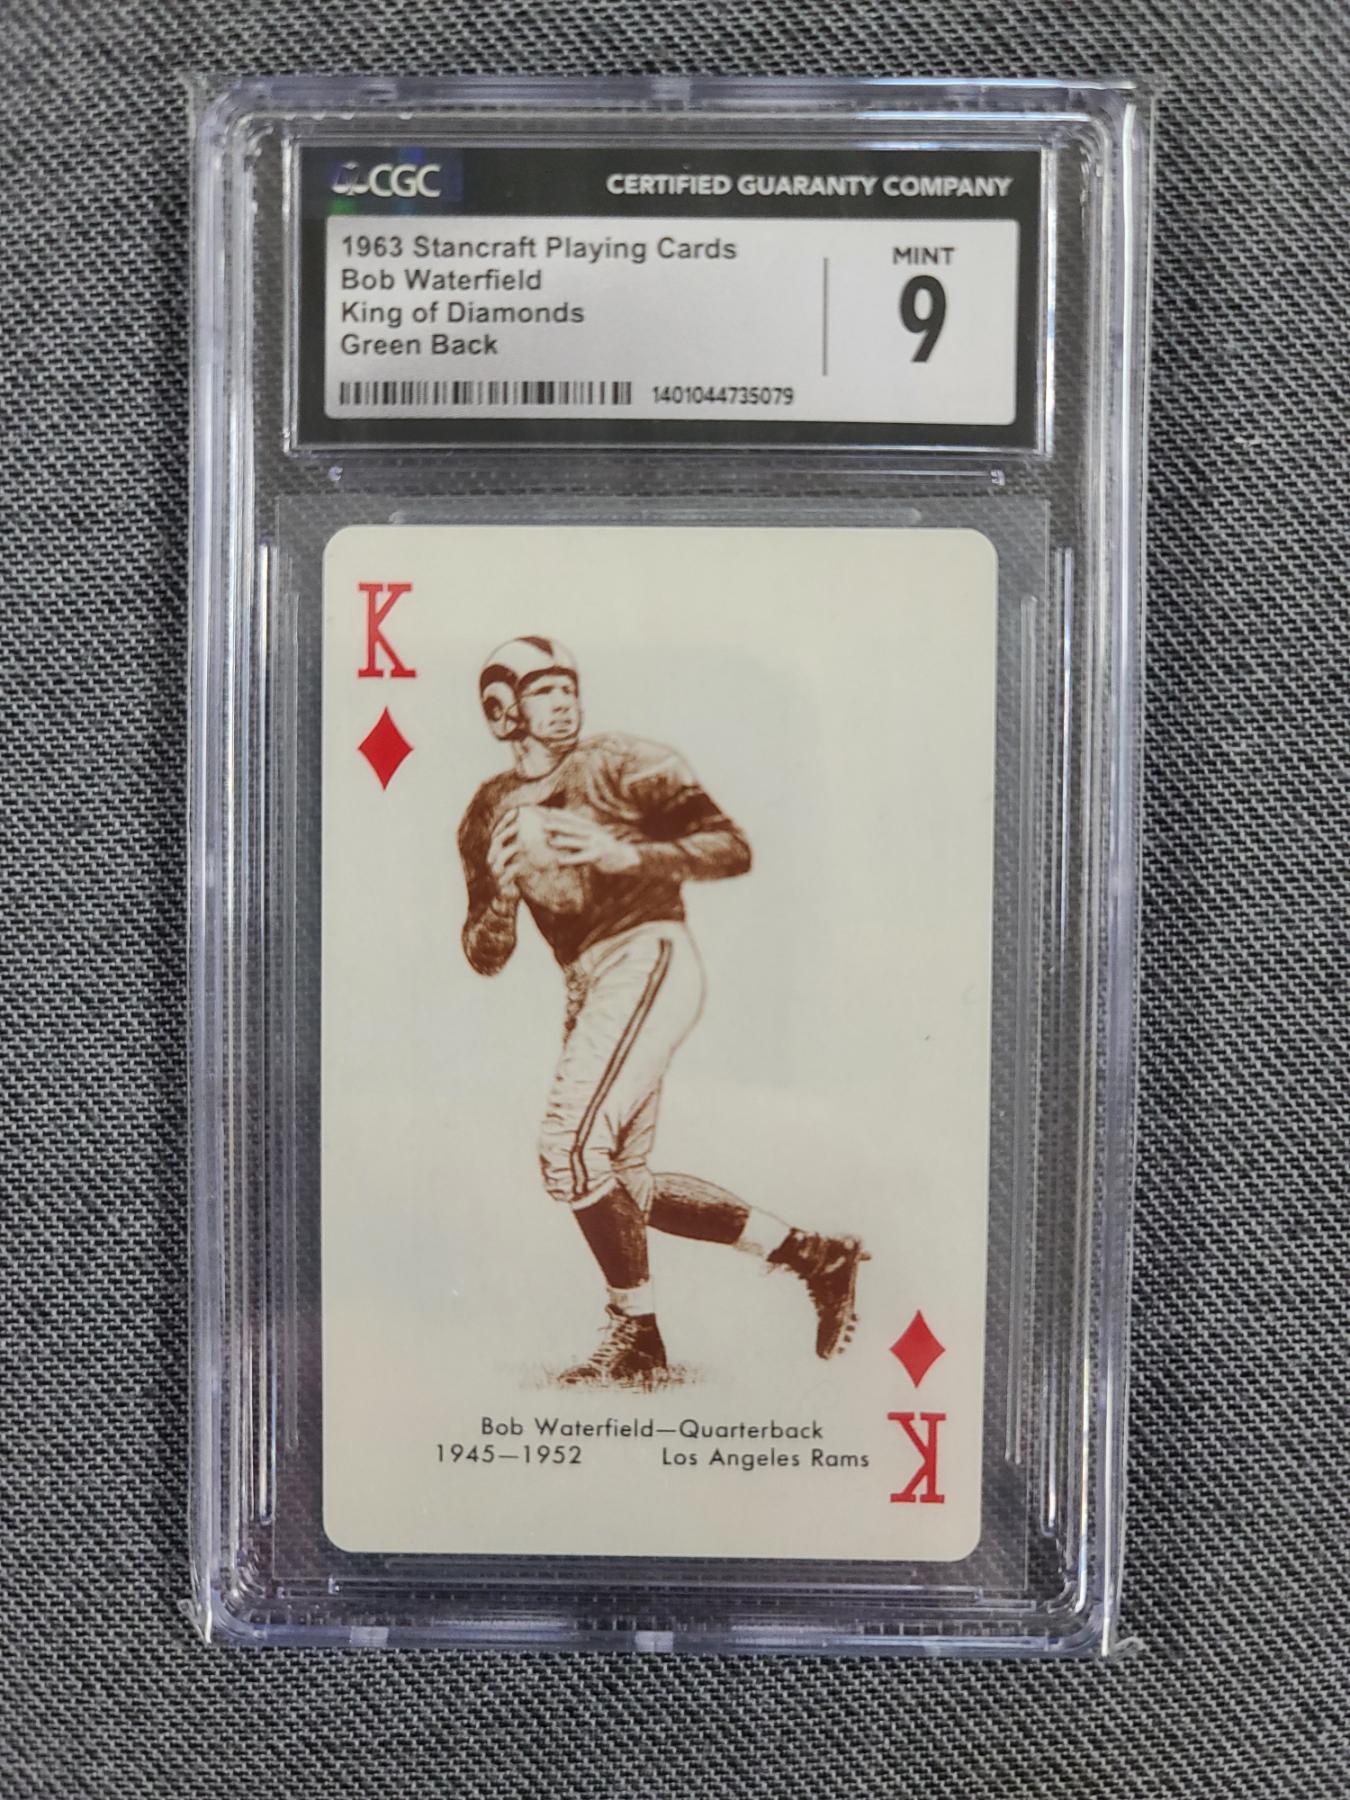 CGC CERTIFIED GUARANTY COMPANY
1963 Stancraft Playing Cards
Bob Waterfield
King of Diamonds
Green Back
MINT
9
1401044735079
K
Bob Waterfield—Quarterback
1945—1952 Los Angeles Rams
K